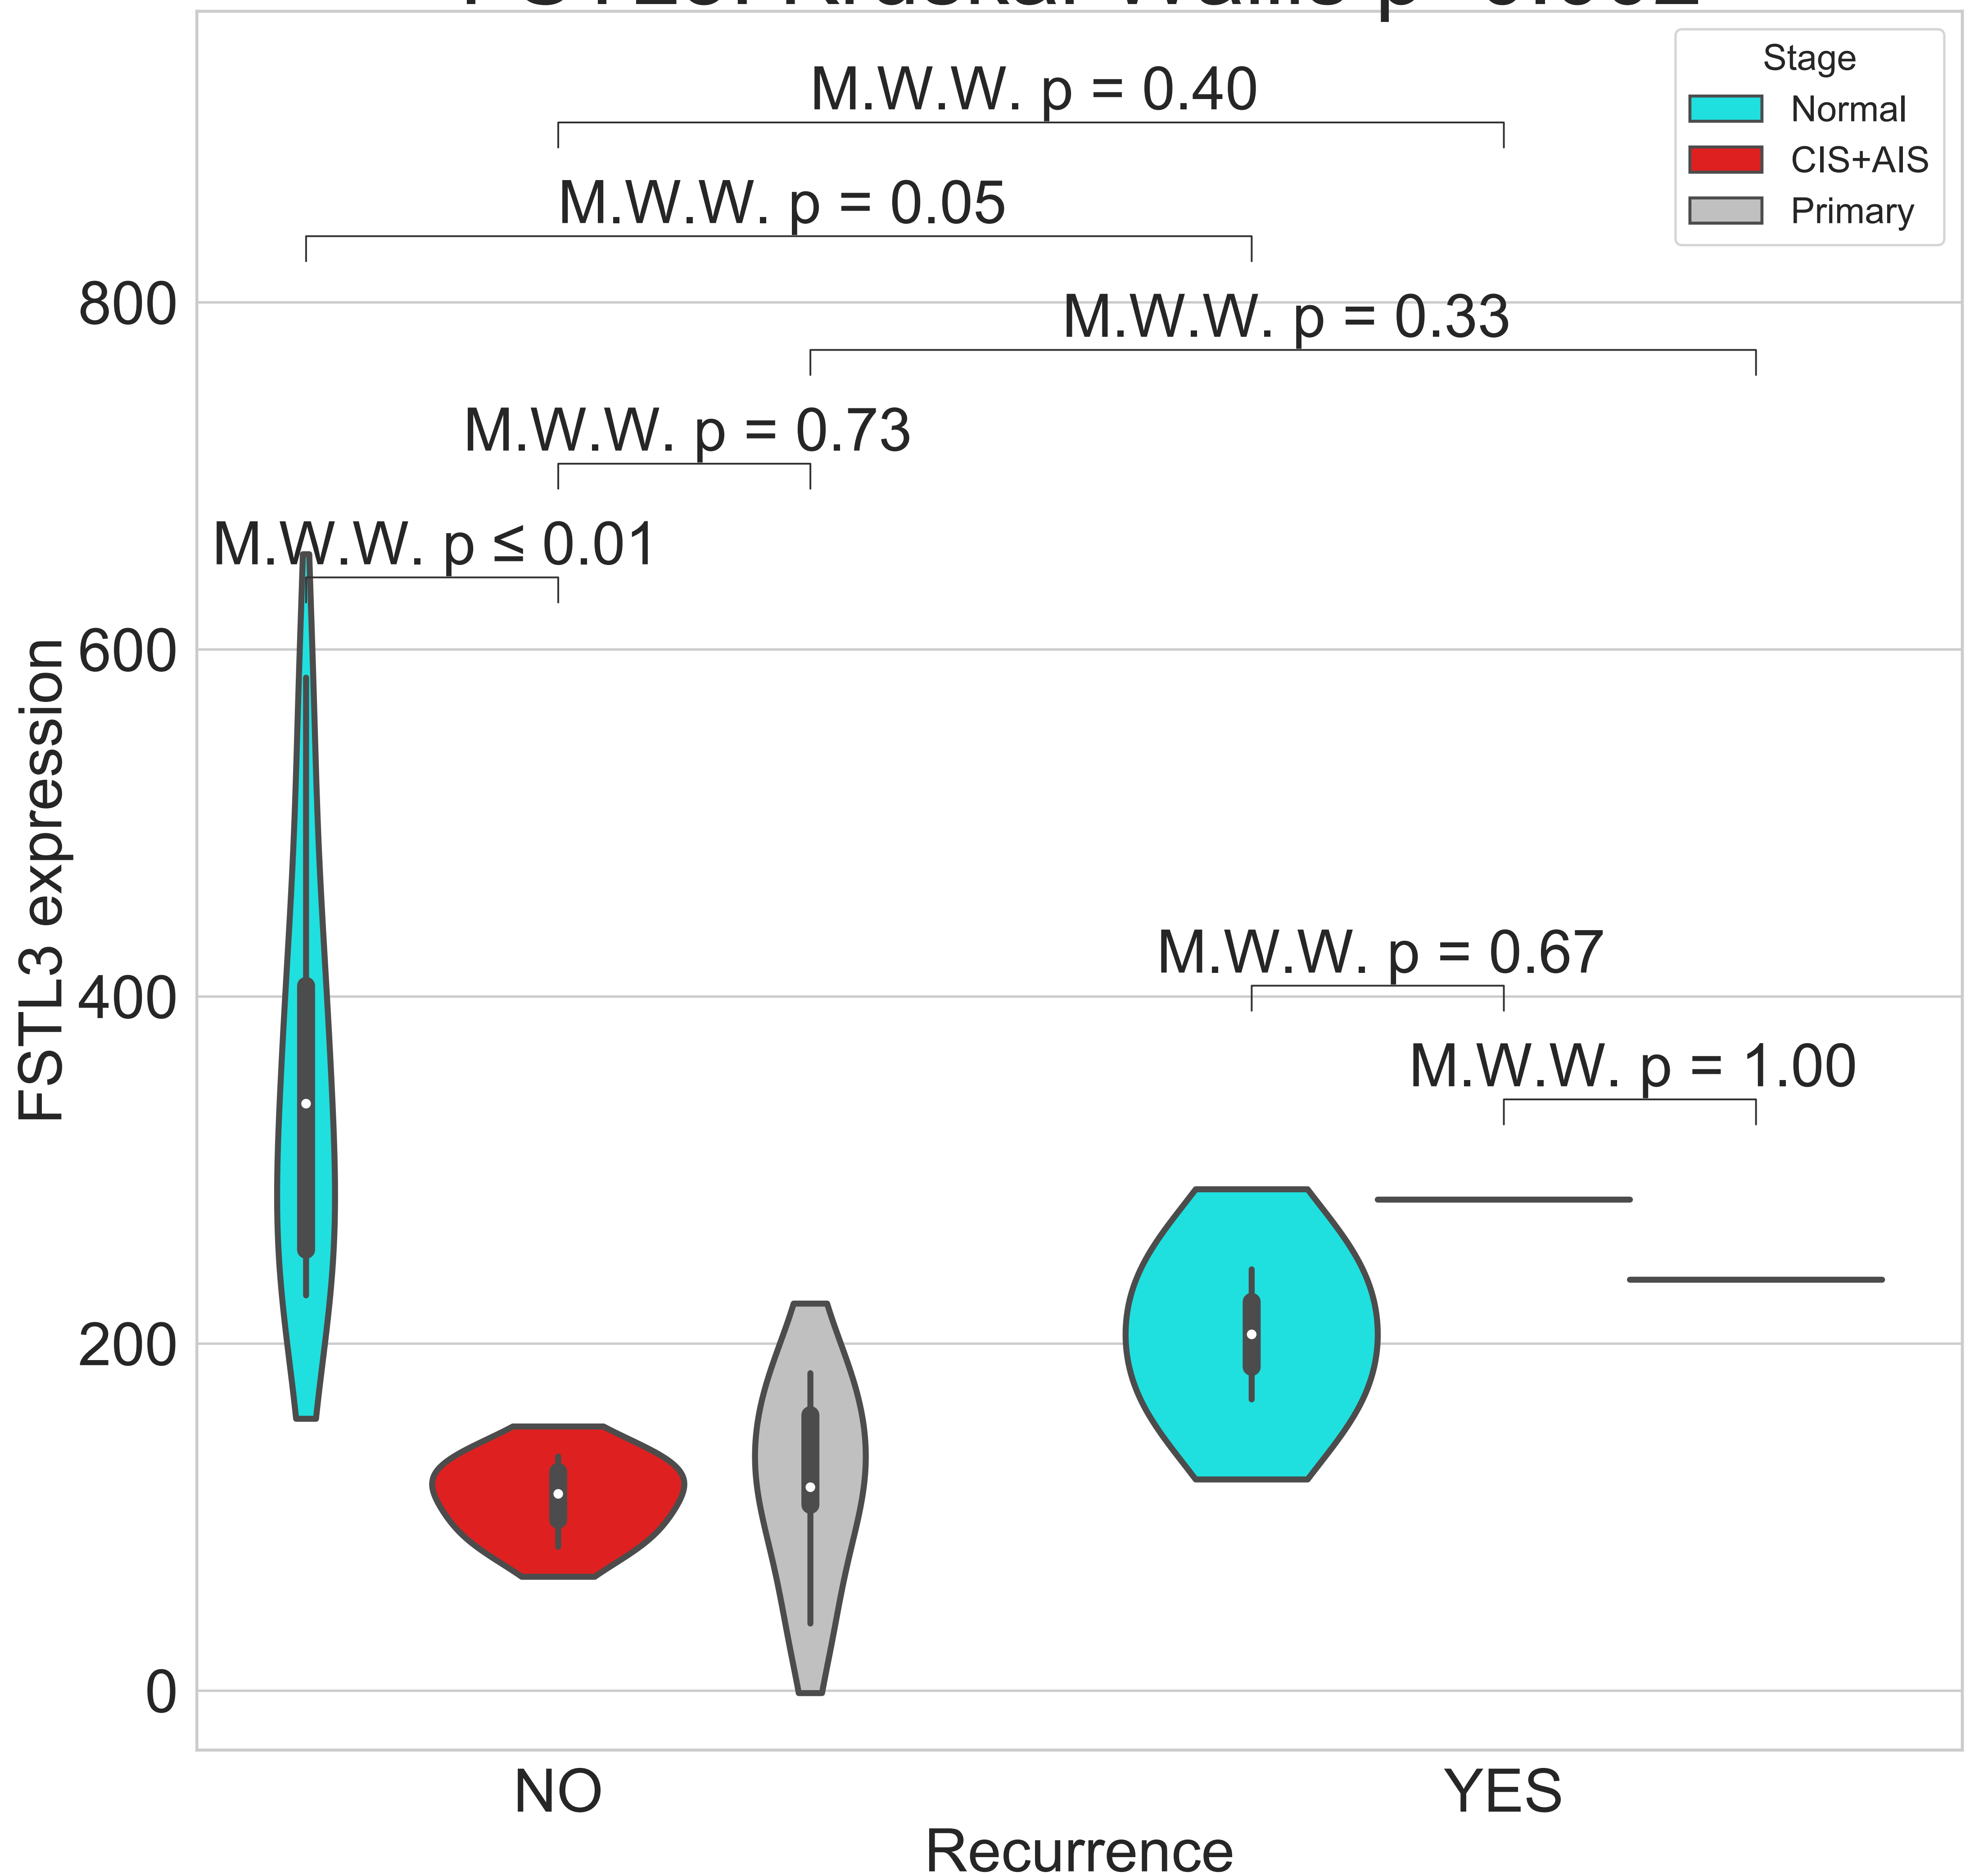 Stage
Normal
CIS+AIS
Primary
M.W.W. p = 0.40
M.W.W. p = 0.05
M.W.W. p = 0.33
M.W.W. p = 0.73
M.W.W. p ≤ 0.01
M.W.W. p = 0.67
M.W.W. p = 1.00
800
600
400
200
0
FSTL3 expression
NO
YES
Recurrence